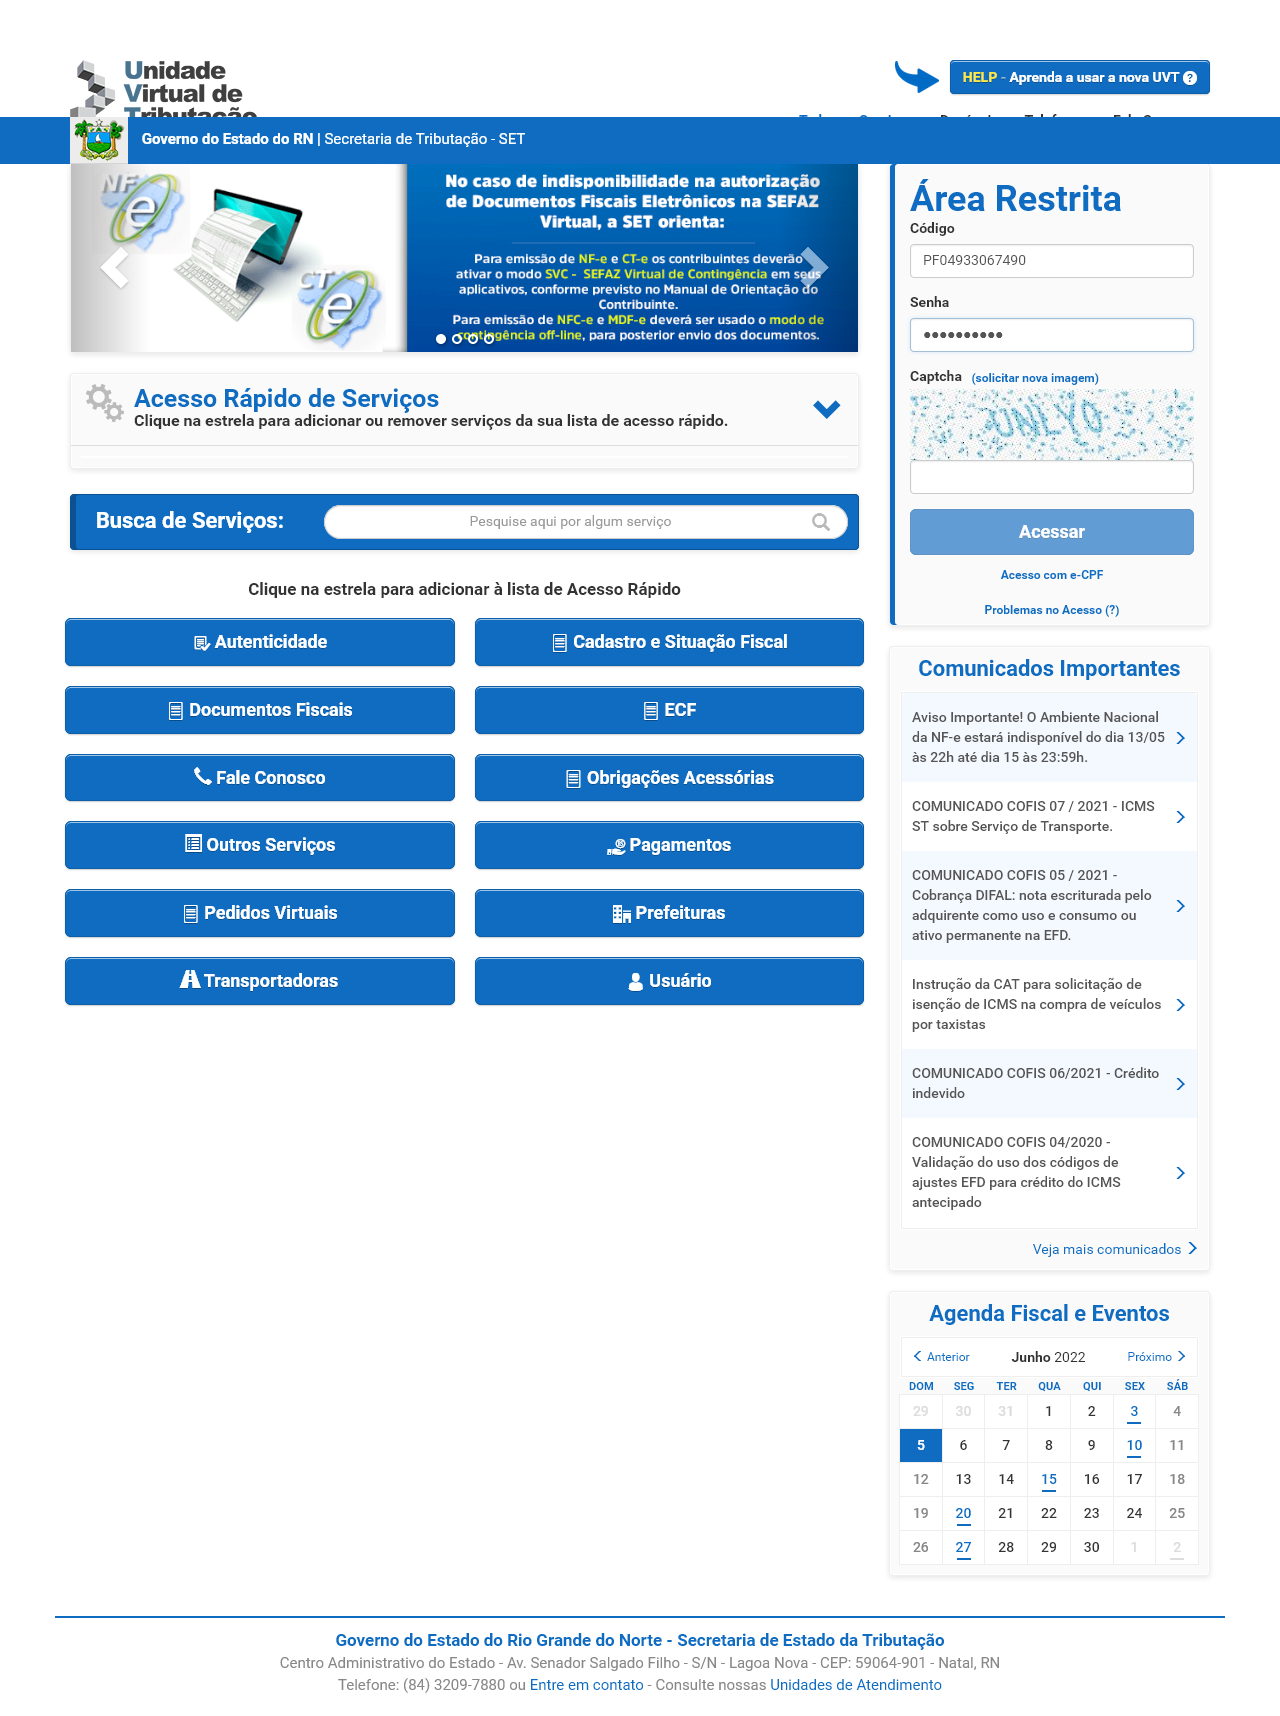 Unidade
Virtual de
Tributação
HELP - Aprenda a usar a nova UVT ?
Governo do Estado do RN | Secretaria de Tributação - SET
NF-e
CT-e
No caso de indisponibilidade na autorização
de Documentos Fiscais Eletrônicos na SEFAZ
Virtual, a SET orienta:
Para emissão de NF-e e CT-e os contribuintes deverão
ativar o modo SVC - SEFAZ Virtual de Contingência em seus
aplicativos, conforme previsto no Manual de Orientação do
Contribuinte.
Para emissão de NFC-e e MDF-e deverá ser usado o modo de
contingência off-line, para posterior envio dos documentos.
Área Restrita
Código
PF04933067490
Senha
••••••••••
Captcha (solicitar nova imagem)
Acessar
Acesso com e-CPF
Problemas no Acesso (?)
Acesso Rápido de Serviços
Clique na estrela para adicionar ou remover serviços da sua lista de acesso rápido.
Busca de Serviços: Pesquise aqui por algum serviço
Clique na estrela para adicionar à lista de Acesso Rápido
Autenticidade
Cadastro e Situação Fiscal
Documentos Fiscais
ECF
Fale Conosco
Obrigações Acessórias
Outros Serviços
Pagamentos
Pedidos Virtuais
Prefeituras
Transportadoras
Usuário
Comunicados Importantes
Aviso Importante! O Ambiente Nacional
da NF-e estará indisponível do dia 13/05
às 22h até dia 15 às 23:59h.
COMUNICADO COFIS 07 / 2021 - ICMS
ST sobre Serviço de Transporte.
COMUNICADO COFIS 05 / 2021 -
Cobrança DIFAL: nota escriturada pelo
adquirente como uso e consumo ou
ativo permanente na EFD.
Instrução da CAT para solicitação de
isenção de ICMS na compra de veículos
por taxistas
COMUNICADO COFIS 06/2021 - Crédito
indevido
COMUNICADO COFIS 04/2020 -
Validação do uso dos códigos de
ajustes EFD para crédito do ICMS
antecipado
Veja mais comunicados
Agenda Fiscal e Eventos
Anterior Junho 2022 Próximo
DOM SEG TER QUA QUI SEX SÁB
29 30 31 1 2 3 4
5 6 7 8 9 10 11
12 13 14 15 16 17 18
19 20 21 22 23 24 25
26 27 28 29 30 1 2
Governo do Estado do Rio Grande do Norte - Secretaria de Estado da Tributação
Centro Administrativo do Estado - Av. Senador Salgado Filho - S/N - Lagoa Nova - CEP: 59064-901 - Natal, RN
Telefone: (84) 3209-7880 ou Entre em contato - Consulte nossas Unidades de Atendimento